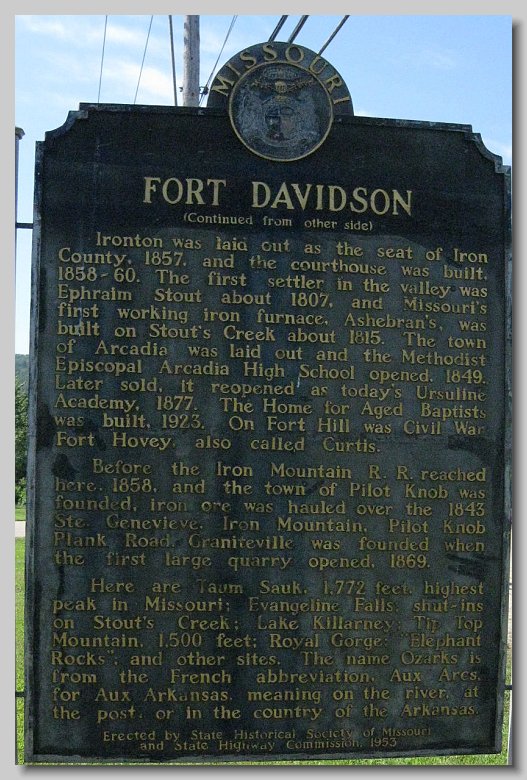 MISSOURI
FORT DAVIDSON
(Continued from other side)
Ironton was laid out as the seat of Iron
County, 1857, and the courthouse was built,
1858-60. The first settler in the valley was
Ephraim Stout about 1807, and Missouri's
first working iron furnace, Ashebran's, was
built on Stout's Creek about 1815. The town
of Arcadia was laid out and the Methodist
Episcopal Arcadia High School opened, 1849.
Later sold, it reopened as today's Ursuline
Academy, 1877. The Home for Aged Baptists
was built, 1923. On Fort Hill was Civil War
Fort Hovey, also called Curtis.
Before the Iron Mountain R. R. reached
here, 1858, and the town of Pilot Knob was
founded, iron ore was hauled over the 1843
Ste. Genevieve, Iron Mountain, Pilot Knob
Plank Road. Graniteville was founded when
the first large quarry opened, 1869.
Here are Taum Sauk, 1,772 feet, highest
peak in Missouri; Evangeline Falls; shut-ins
on Stout's Creek; Lake Killarney; Tip Top
Mountain, 1,500 feet; Royal Gorge; "Elephant
Rocks"; and other sites. The name Ozarks is
from the French abbreviation, Aux Arcs,
for Aux Arkansas, meaning on the river, at
the post, or in the country of the Arkansas.
Erected by State Historical Society of Missouri
and State Highway Commission, 1953